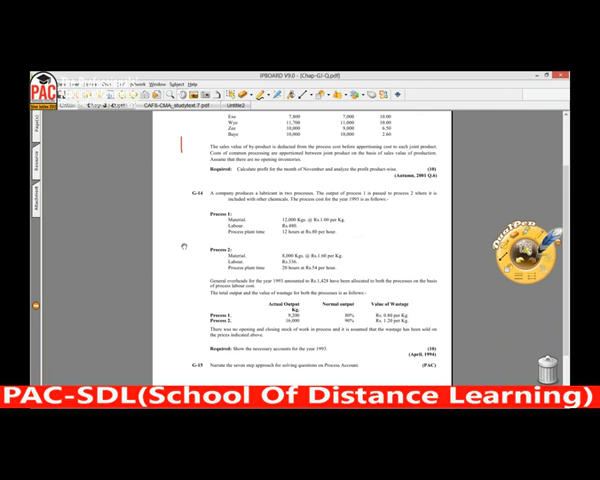 IPBOARD V9.0 - [Chap-GJ-Q.pdf]
PAC
Window Subject Help
CAFS-CMA_studytext.7.pdf Untitle2
Page(s)
Resource
Attachment
Ese 7,800 7,000 10.00
Wye 11,700 11,000 10.00
Zee 10,000 9,000 6.50
Baye 10,000 10,000 2.60
The sales value of by-product is deducted from the process cost before apportioning cost to each joint product.
Costs of common processing are apportioned between joint product on the basis of sales value of production.
Assume that there are no opening inventories.
Required: Calculate profit for the month of November and analyze the profit product-wise. (10)
(Autumn, 2001 Q.6)
G-14 A company produces a lubricant in two processes. The output of process 1 is passed to process 2 where it is
included with other chemicals. The process cost for the year 1993 is as follows:-
Process 1:
Material. 12,000 Kgs. @ Rs.1.00 per Kg.
Labour. Rs.480.
Process plant time 12 hours at Rs.80 per hour.
Process 2:
Material. 8,000 Kgs. @ Rs.1.60 per Kg.
Labour. Rs.336.
Process plant time 20 hours at Rs.54 per hour.
General overheads for the year 1993 amounted to Rs.1,428 have been allocated to both the processes on the basis
of process labour cost.
The total output and the value of wastage for both the processes is as follows:-
Actual Output Normal output Value of Wastage
Kg.
Process 1. 9,200 80% Rs. 0.80 per Kg.
Process 2. 16,000 90% Rs. 1.20 per Kg.
There was no opening and closing stock of work in process and it is assumed that the wastage has been sold on
the prices indicated above.
Required: Show the necessary accounts for the year 1993. (10)
(April, 1994)
G-15 Narrate the seven step approach for solving questions on Process Account. (PAC)
DualPen
PAC-SDL(School Of Distance Learning)